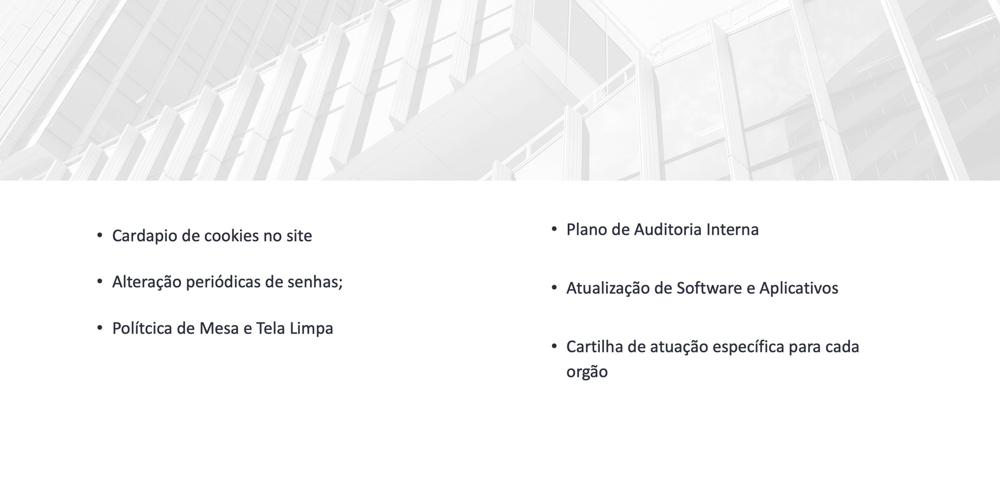 • Cardapio de cookies no site
• Alteração periódicas de senhas;
• Polítcica de Mesa e Tela Limpa
• Plano de Auditoria Interna
• Atualização de Software e Aplicativos
• Cartilha de atuação específica para cada
orgão